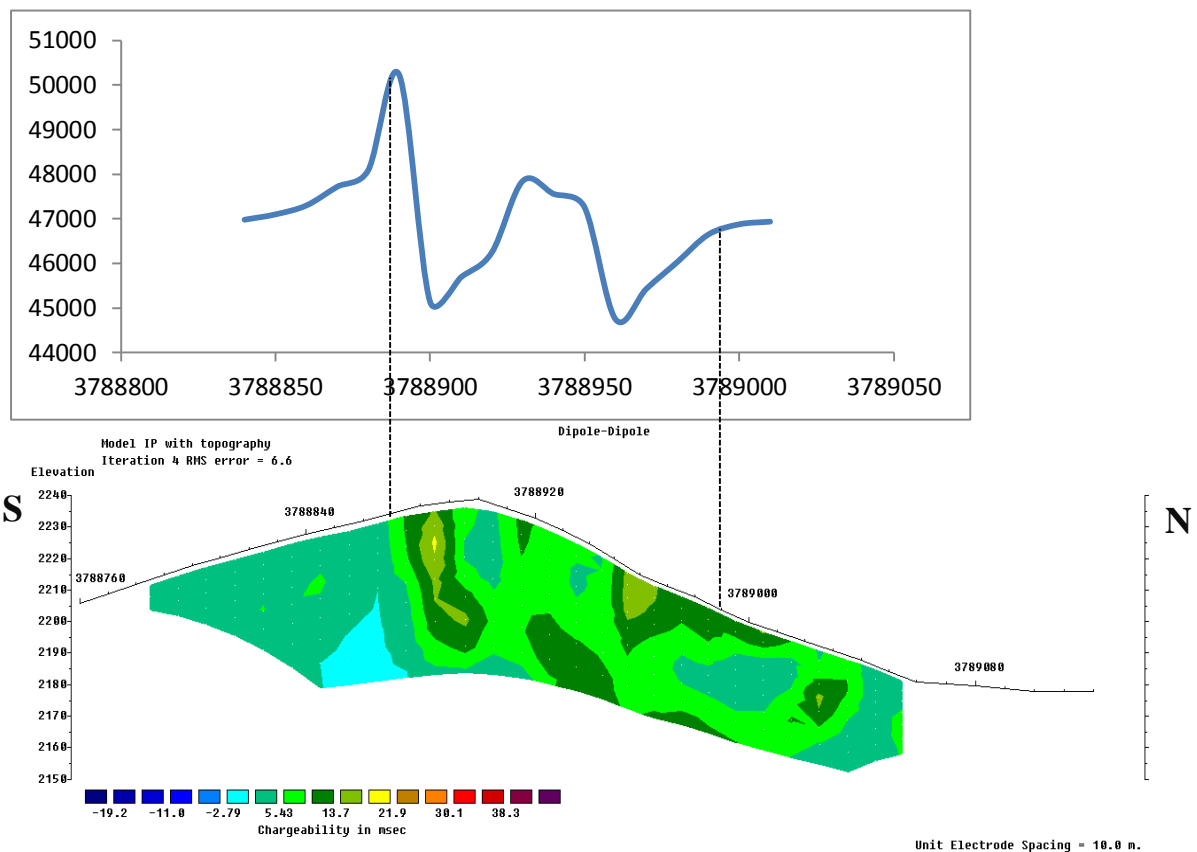 51000
50000
49000
48000
47000
46000
45000
44000
3788800 3788850 3788900 3788950 3789000 3789050
Dipole-Dipole
Model IP with topography
Iteration 4 RMS error = 6.6
Elevation
S
N
2240
2230
2220
2210
2200
2190
2180
2170
2160
2150
3788760
3788840
3788920
3789000
3789080
-19.2 -11.0 -2.79 5.43 13.7 21.9 30.1 38.3
Chargeability in msec
Unit Electrode Spacing = 10.0 m.